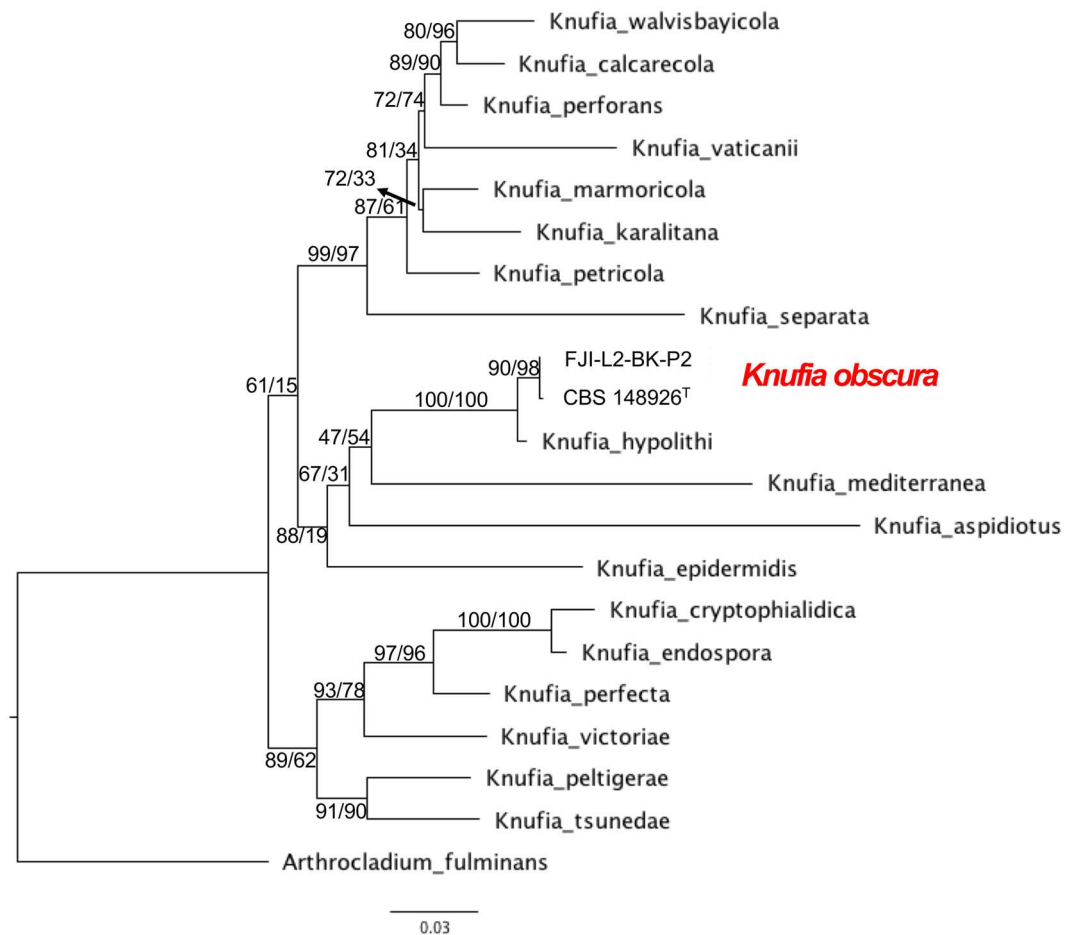 Knufia_walvisbayicola
80/96
Knufia_calcarecola
89/90
Knufia_perforans
72/74
Knufia_vaticanii
81/34
72/33
Knufia_marmoricola
87/61
Knufia_karalitana
99/97
Knufia_petricola
Knufia_separata
FJI-L2-BK-P2
90/98
Knufia obscura
CBS 148926ᵀ
61/15
100/100
Knufia_hypolithi
47/54
67/31
Knufia_mediterranea
Knufia_aspidiotus
88/19
Knufia_epidermidis
Knufia_cryptophialidica
100/100
Knufia_endospora
97/96
93/78
Knufia_perfecta
Knufia_victoriae
89/62
Knufia_peltigerae
91/90
Knufia_tsunedae
Arthrocladium_fulminans
0.03